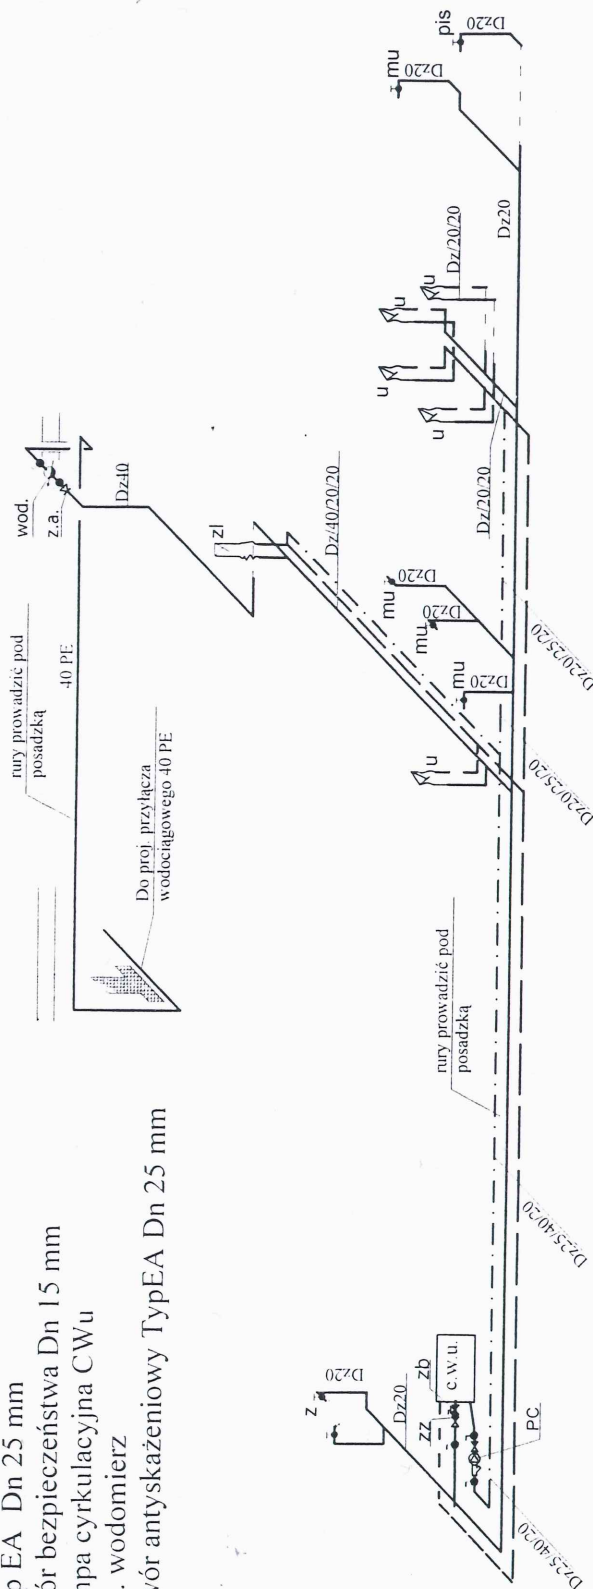 EA Dn 25 mm
bezpieczeństwa Dn 15 mm
cyrkulacyjna CWu
wodomierz
antyskażeniowy TypEA Dn 25 mm
rury prowadzić pod
posadzką
40 PE
Do proj. przyłącza
wodociągowego 40 PE
wod.
z.a.
Dz40
zl
Dz/40/20/20
z
Dz20
Dz20
zb
c.w.u.
zz
PC
Dz25/40/20
Dz25/40/20
rury prowadzić pod
posadzką
u
mu
Dz20
mu
Dz20
mu
Dz20
Dz20/25/20
Dz20/25/20
u
u
u
u
Dz/20/20
Dz/20/20
Dz20
mu
Dz20
pis
Dz20